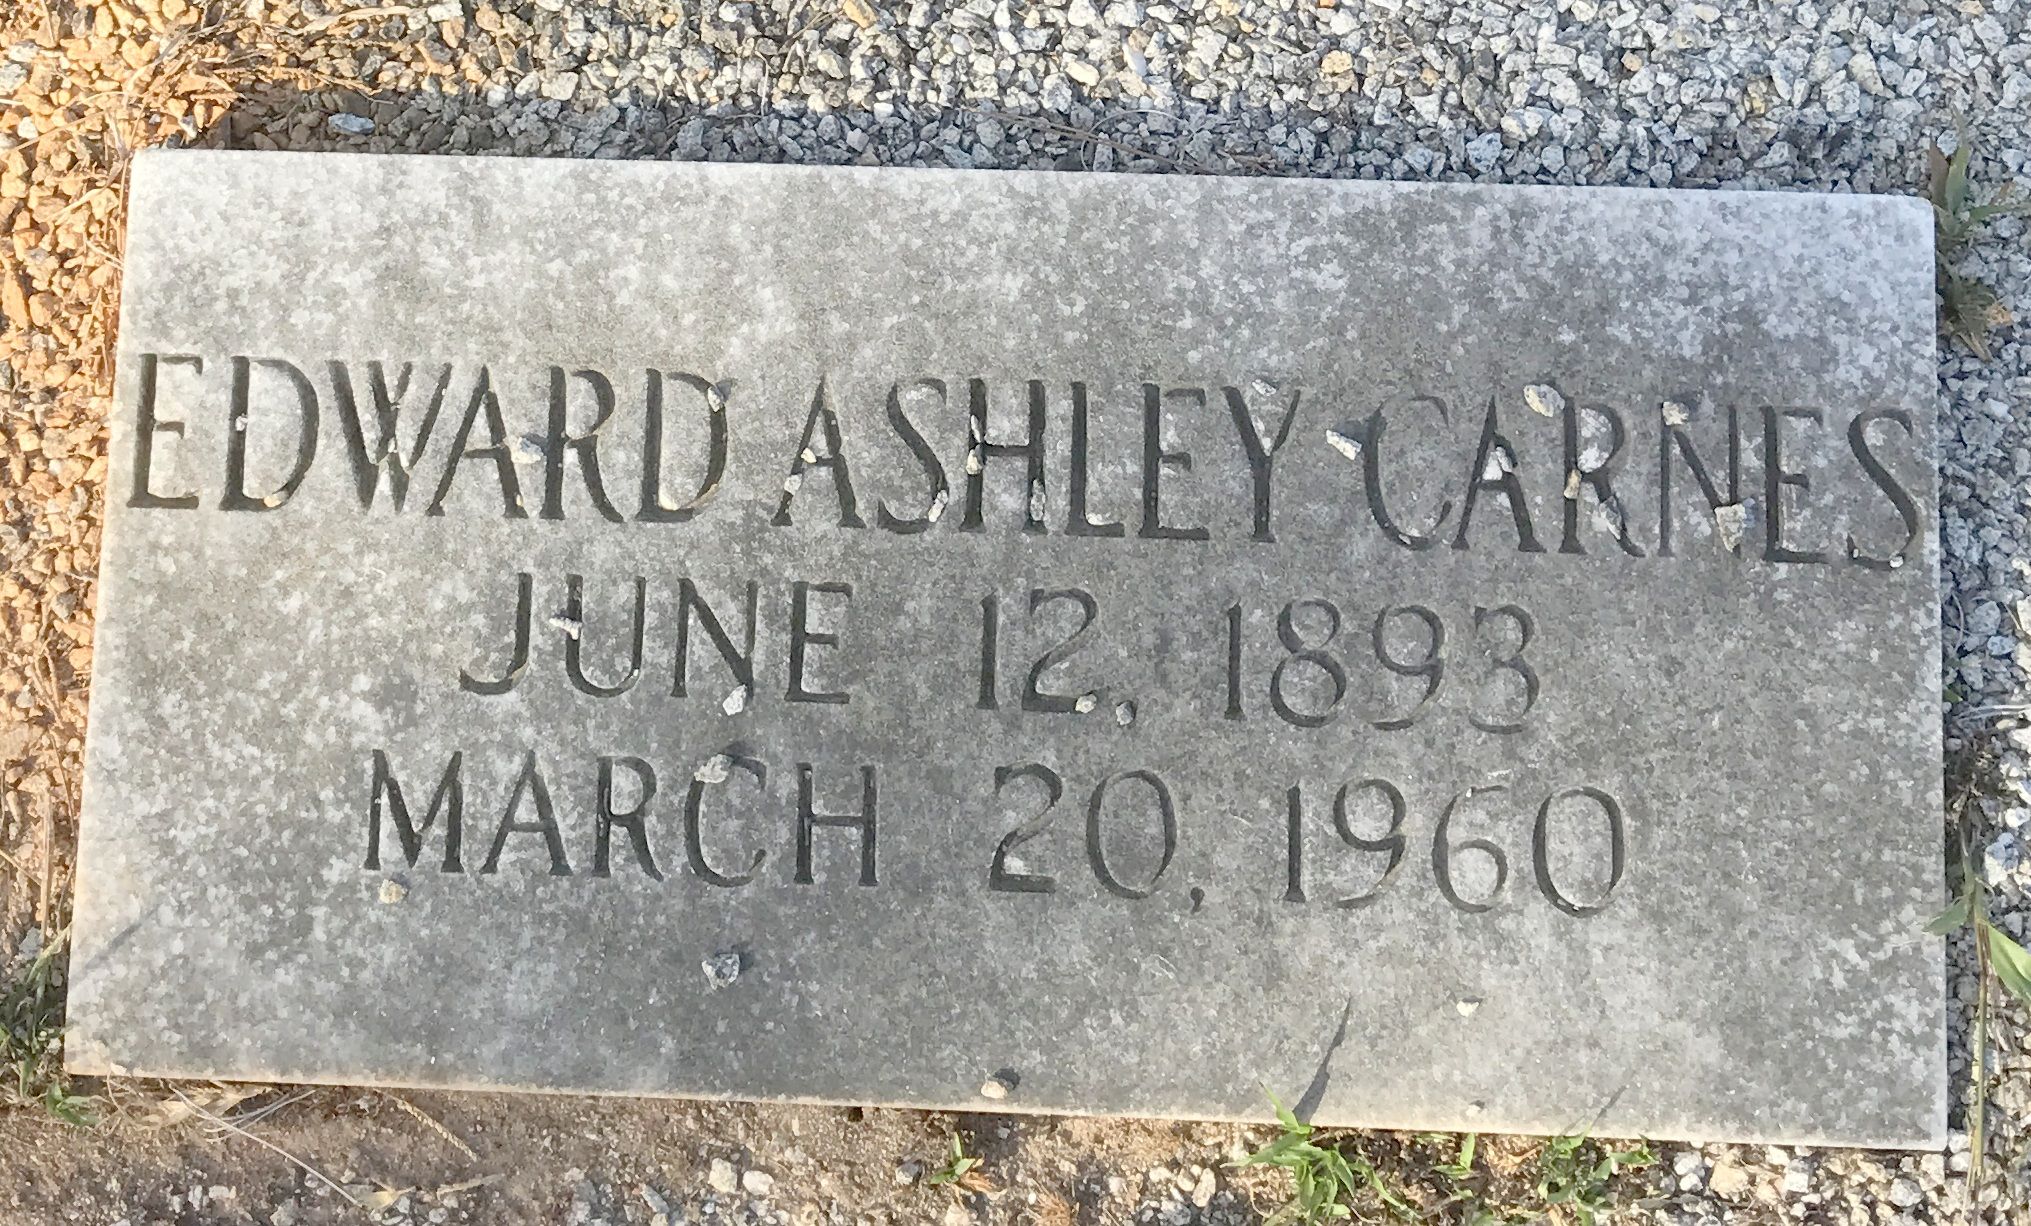 EDWARD ASHLEY CARNES
JUNE 12, 1893
MARCH 20, 1960